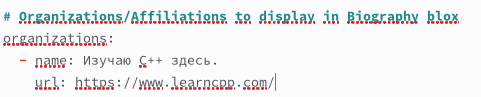 # Organizations/Affiliations to display in Biography blox
organizations:
- name: Изучаю C++ здесь.
url: https://www.learncpp.com/